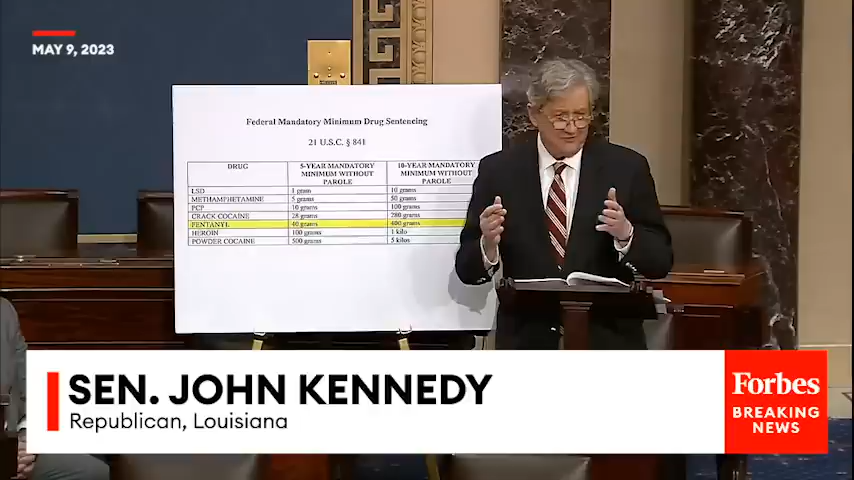 MAY 9, 2023
Federal Mandatory Minimum Drug Sentencing
21 U.S.C. § 841
DRUG 5-YEAR MANDATORY MINIMUM WITHOUT PAROLE 10-YEAR MANDATORY MINIMUM WITHOUT PAROLE
LSD 1 gram 10 grams
METHAMPHETAMINE 5 grams 50 grams
PCP 10 grams 100 grams
CRACK COCAINE 28 grams 280 grams
FENTANYL 40 grams 400 grams
HEROIN 100 grams 1 kilo
POWDER COCAINE 500 grams 5 kilos
SEN. JOHN KENNEDY
Republican, Louisiana
Forbes
BREAKING
NEWS